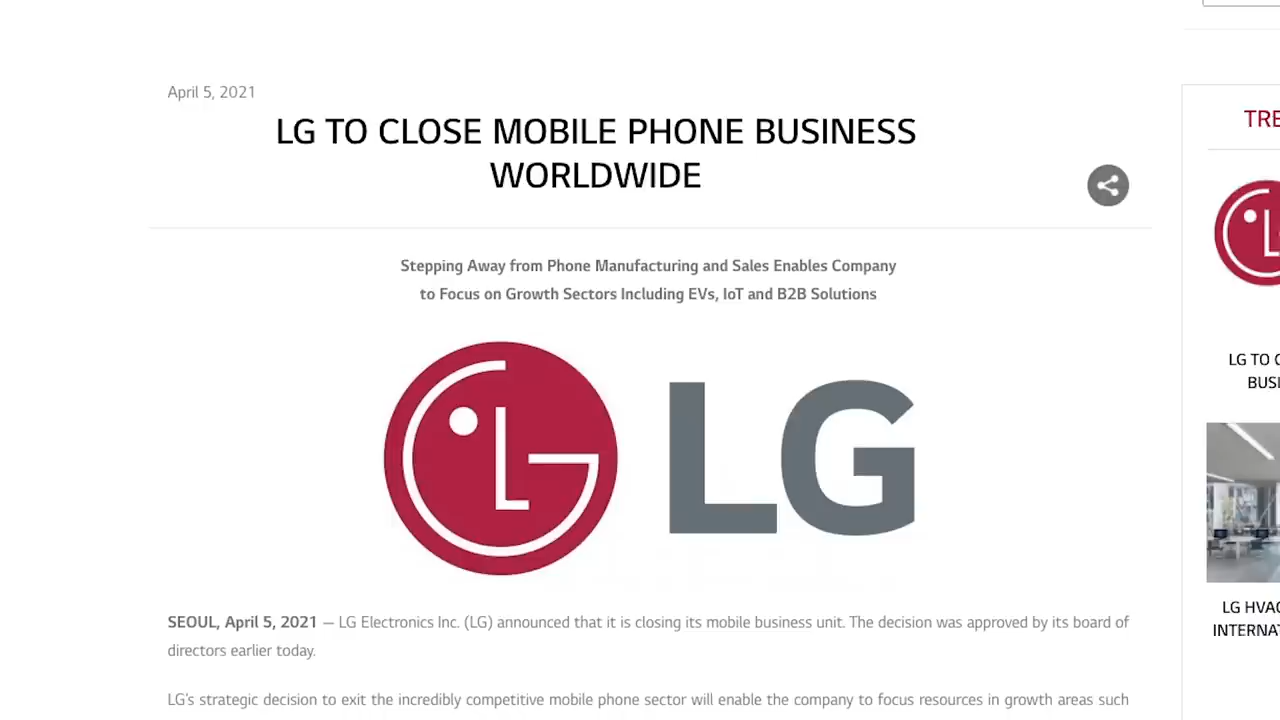 April 5, 2021
LG TO CLOSE MOBILE PHONE BUSINESS
WORLDWIDE
Stepping Away from Phone Manufacturing and Sales Enables Company
to Focus on Growth Sectors Including EVs, IoT and B2B Solutions
LG
SEOUL, April 5, 2021 — LG Electronics Inc. (LG) announced that it is closing its mobile business unit. The decision was approved by its board of
directors earlier today.
LG's strategic decision to exit the incredibly competitive mobile phone sector will enable the company to focus resources in growth areas such
TRE
LG TO C
BUSI
LG HVAC
INTERNAT